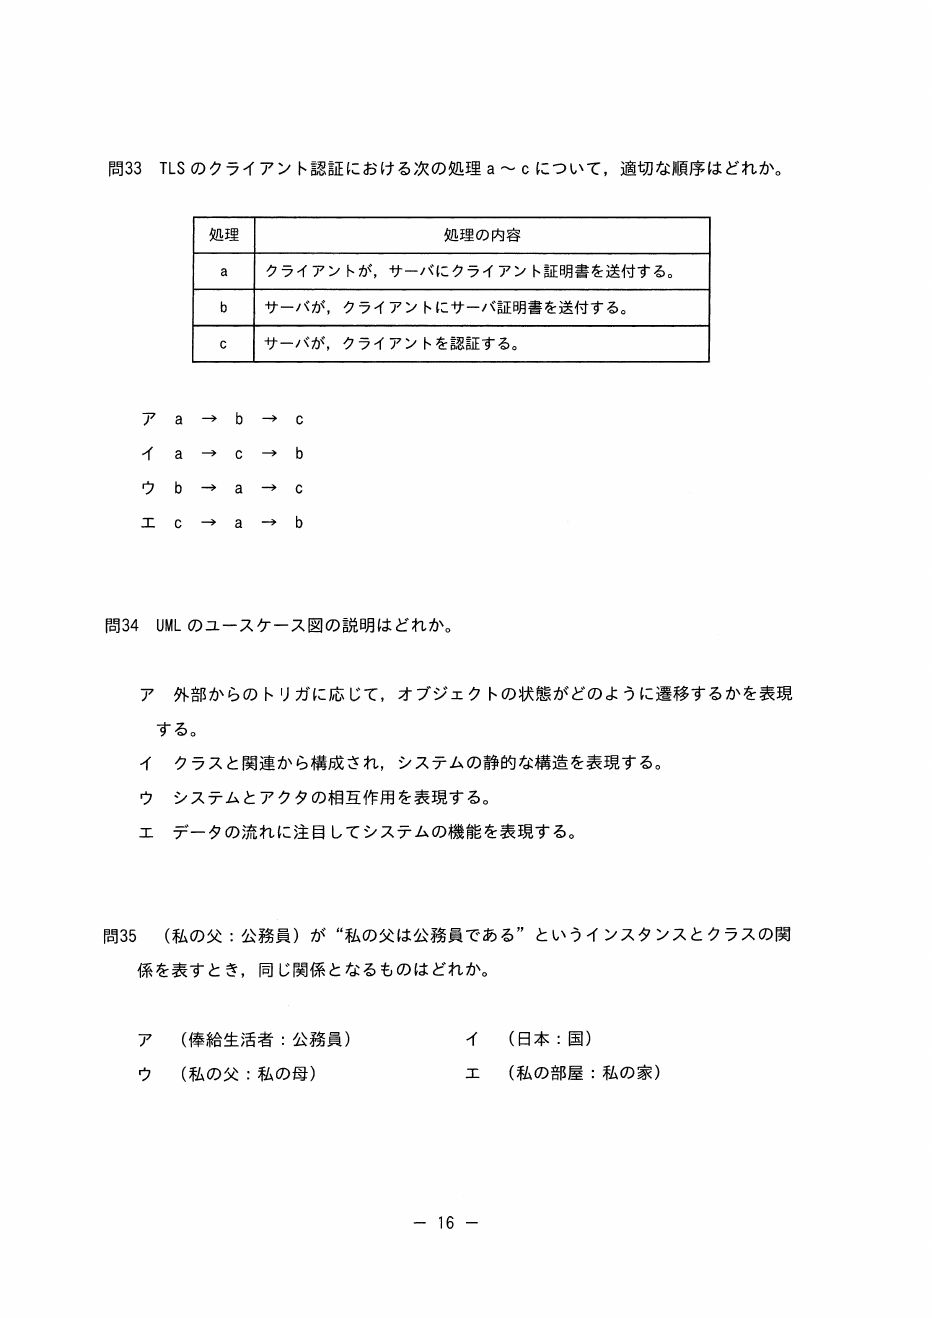 問33 TLS のクライアント認証における次の処理 a ～ c について，適切な順序はどれか。
処理 処理の内容
a クライアントが，サーバにクライアント証明書を送付する。
b サーバが，クライアントにサーバ証明書を送付する。
c サーバが，クライアントを認証する。
ア a → b → c
イ a → c → b
ウ b → a → c
エ c → a → b
問34 UML のユースケース図の説明はどれか。
ア 外部からのトリガに応じて，オブジェクトの状態がどのように遷移するかを表現
する。
イ クラスと関連から構成され，システムの静的な構造を表現する。
ウ システムとアクタの相互作用を表現する。
エ データの流れに注目してシステムの機能を表現する。
問35 （私の父：公務員）が“私の父は公務員である”というインスタンスとクラスの関
係を表すとき，同じ関係となるものはどれか。
ア （俸給生活者：公務員） イ （日本：国）
ウ （私の父：私の母） エ （私の部屋：私の家）
－ 16 －